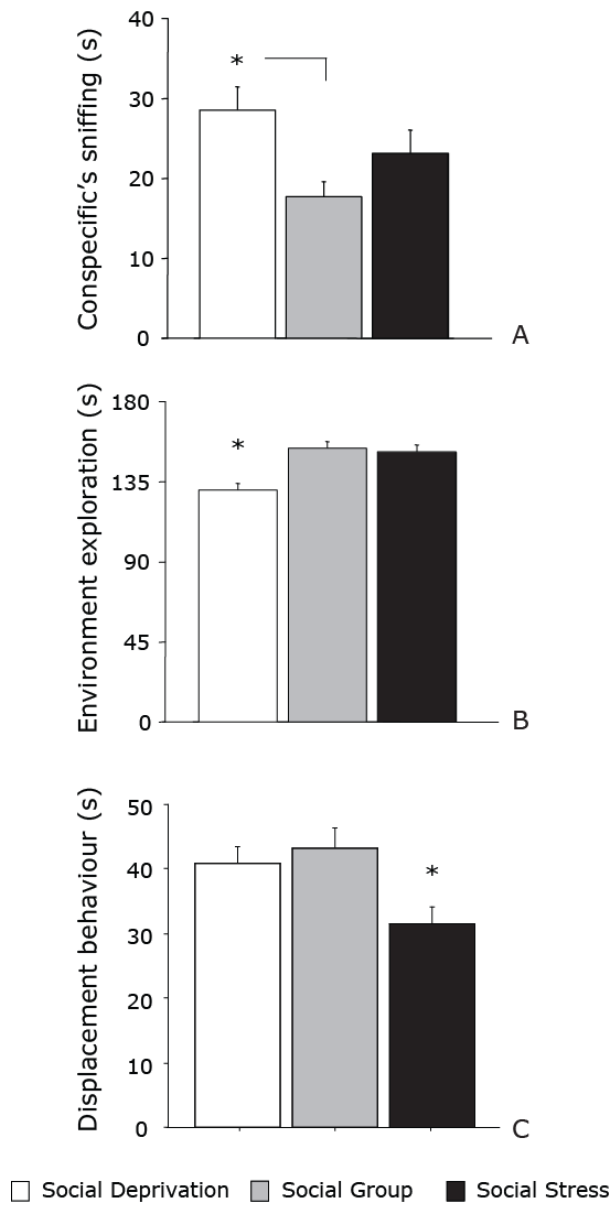 Conspecific's sniffing (s)
40
30
20
10
0
*
A
Environment exploration (s)
180
135
90
45
0
*
B
Displacement behaviour (s)
50
40
30
20
10
0
*
C
Social Deprivation Social Group Social Stress